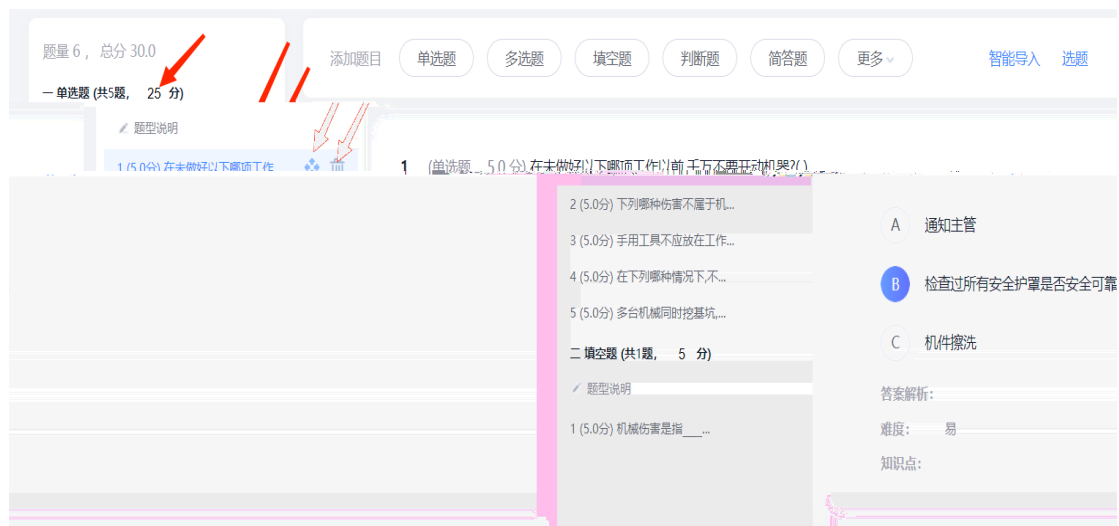 题量 6 ， 总分 30.0
一 单选题 (共5题， 25 分)
题型说明
1 (5.0分) 在未做好以下哪项工作
2 (5.0分) 下列哪种伤害不属于机...
3 (5.0分) 手用工具不应放在工作...
4 (5.0分) 在下列哪种情况下,不...
5 (5.0分) 多台机械同时挖基坑,...
二 填空题 (共1题， 5 分)
题型说明
1 (5.0分) 机械伤害是指___...
添加题目 单选题 多选题 填空题 判断题 简答题 更多 智能导入 选题
1 (单选题 5.0 分) 在未做好以下哪项工作以前,千万不要开动机器?( )
A 通知主管
B 检查过所有安全护罩是否安全可靠
C 机件擦洗
答案解析：
难度： 易
知识点：